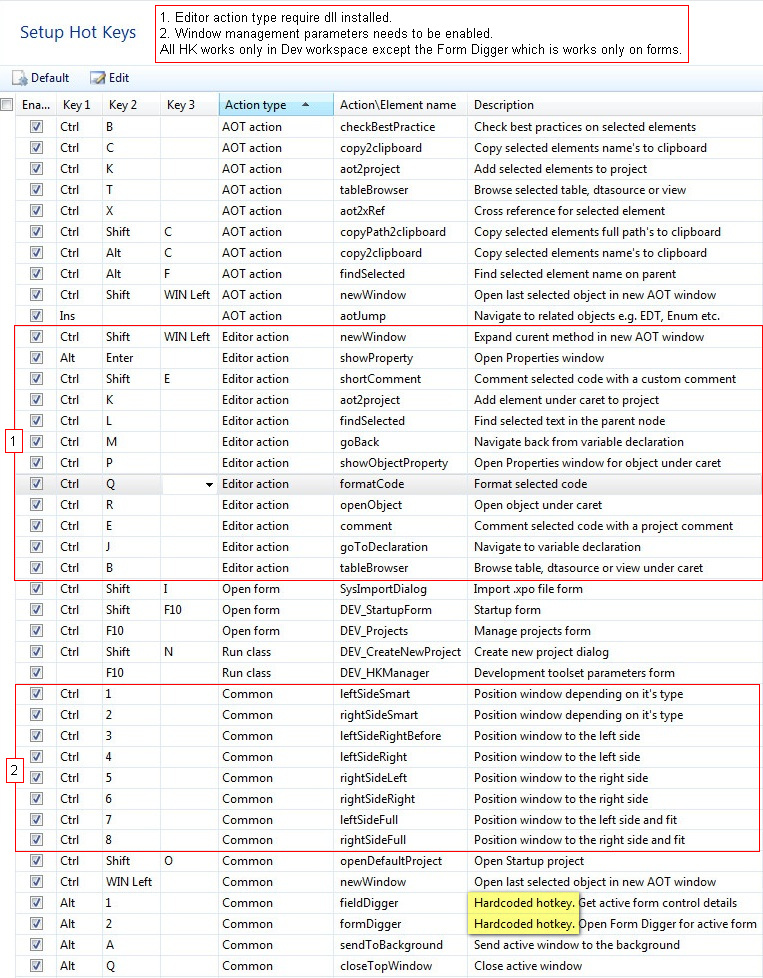 Setup Hot Keys
1. Editor action type require dll installed.
2. Window management parameters needs to be enabled.
All HK works only in Dev workspace except the Form Digger which is works only on forms.
Default Edit
Ena... Key 1 Key 2 Key 3 Action type Action\Element name Description
Ctrl B AOT action checkBestPractice Check best practices on selected elements
Ctrl C AOT action copy2clipboard Copy selected elements name's to clipboard
Ctrl K AOT action aot2project Add selected elements to project
Ctrl T AOT action tableBrowser Browse selected table, dtasource or view
Ctrl X AOT action aot2xRef Cross reference for selected element
Ctrl Shift C AOT action copyPath2clipboard Copy selected elements full path's to clipboard
Ctrl Alt C AOT action copy2clipboard Copy selected elements name's to clipboard
Ctrl Alt F AOT action findSelected Find selected element name on parent
Ctrl Shift WIN Left AOT action newWindow Open last selected object in new AOT window
Ins AOT action aotJump Navigate to related objects e.g. EDT, Enum etc.
Ctrl Shift WIN Left Editor action newWindow Expand curent method in new AOT window
Alt Enter Editor action showProperty Open Properties window
Ctrl Shift E Editor action shortComment Comment selected code with a custom comment
Ctrl K Editor action aot2project Add element under caret to project
Ctrl L Editor action findSelected Find selected text in the parent node
1 Ctrl M Editor action goBack Navigate back from variable declaration
Ctrl P Editor action showObjectProperty Open Properties window for object under caret
Ctrl Q Editor action formatCode Format selected code
Ctrl R Editor action openObject Open object under caret
Ctrl E Editor action comment Comment selected code with a project comment
Ctrl J Editor action goToDeclaration Navigate to variable declaration
Ctrl B Editor action tableBrowser Browse table, dtasource or view under caret
Ctrl Shift I Open form SysImportDialog Import .xpo file form
Ctrl Shift F10 Open form DEV_StartupForm Startup form
Ctrl F10 Open form DEV_Projects Manage projects form
Ctrl Shift N Run class DEV_CreateNewProject Create new project dialog
F10 Run class DEV_HKManager Development toolset parameters form
Ctrl 1 Common leftSideSmart Position window depending on it's type
Ctrl 2 Common rightSideSmart Position window depending on it's type
Ctrl 3 Common leftSideRightBefore Position window to the left side
Ctrl 4 Common leftSideRight Position window to the left side
2 Ctrl 5 Common rightSideLeft Position window to the right side
Ctrl 6 Common rightSideRight Position window to the right side
Ctrl 7 Common leftSideFull Position window to the left side and fit
Ctrl 8 Common rightSideFull Position window to the right side and fit
Ctrl Shift O Common openDefaultProject Open Startup project
Ctrl WIN Left Common newWindow Open last selected object in new AOT window
Alt 1 Common fieldDigger Hardcoded hotkey. Get active form control details
Alt 2 Common formDigger Hardcoded hotkey. Open Form Digger for active form
Alt A Common sendToBackground Send active window to the background
Alt Q Common closeTopWindow Close active window